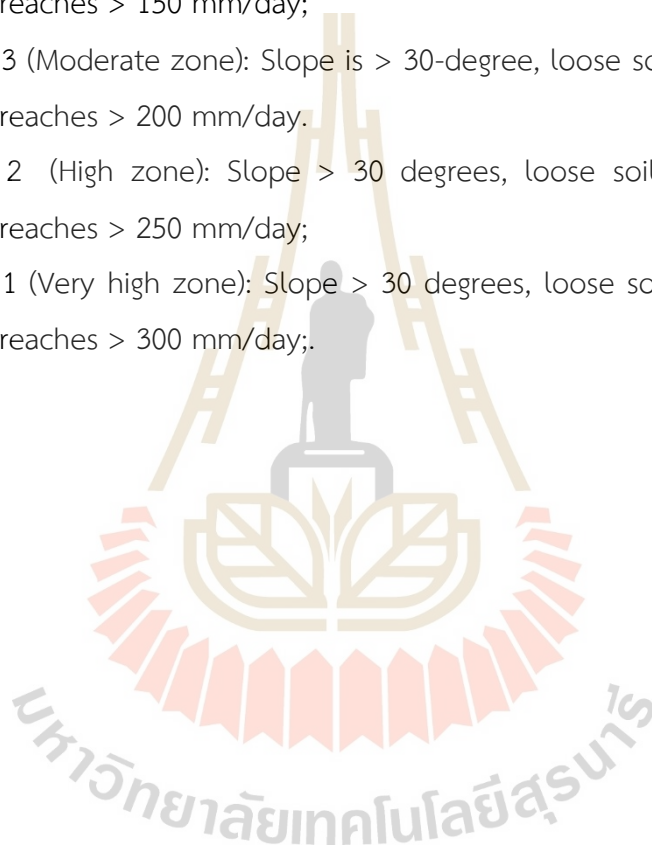 reaches > 150 mm/day;
3 (Moderate zone): Slope is > 30-degree, loose
reaches > 200 mm/day.
2 (High zone): Slope > 30 degrees, loose soil
reaches > 250 mm/day;
1 (Very high zone): Slope > 30 degrees, loose
reaches > 300 mm/day;.
มหาวิทยาลัยเทคโนโลยีสุรนารี